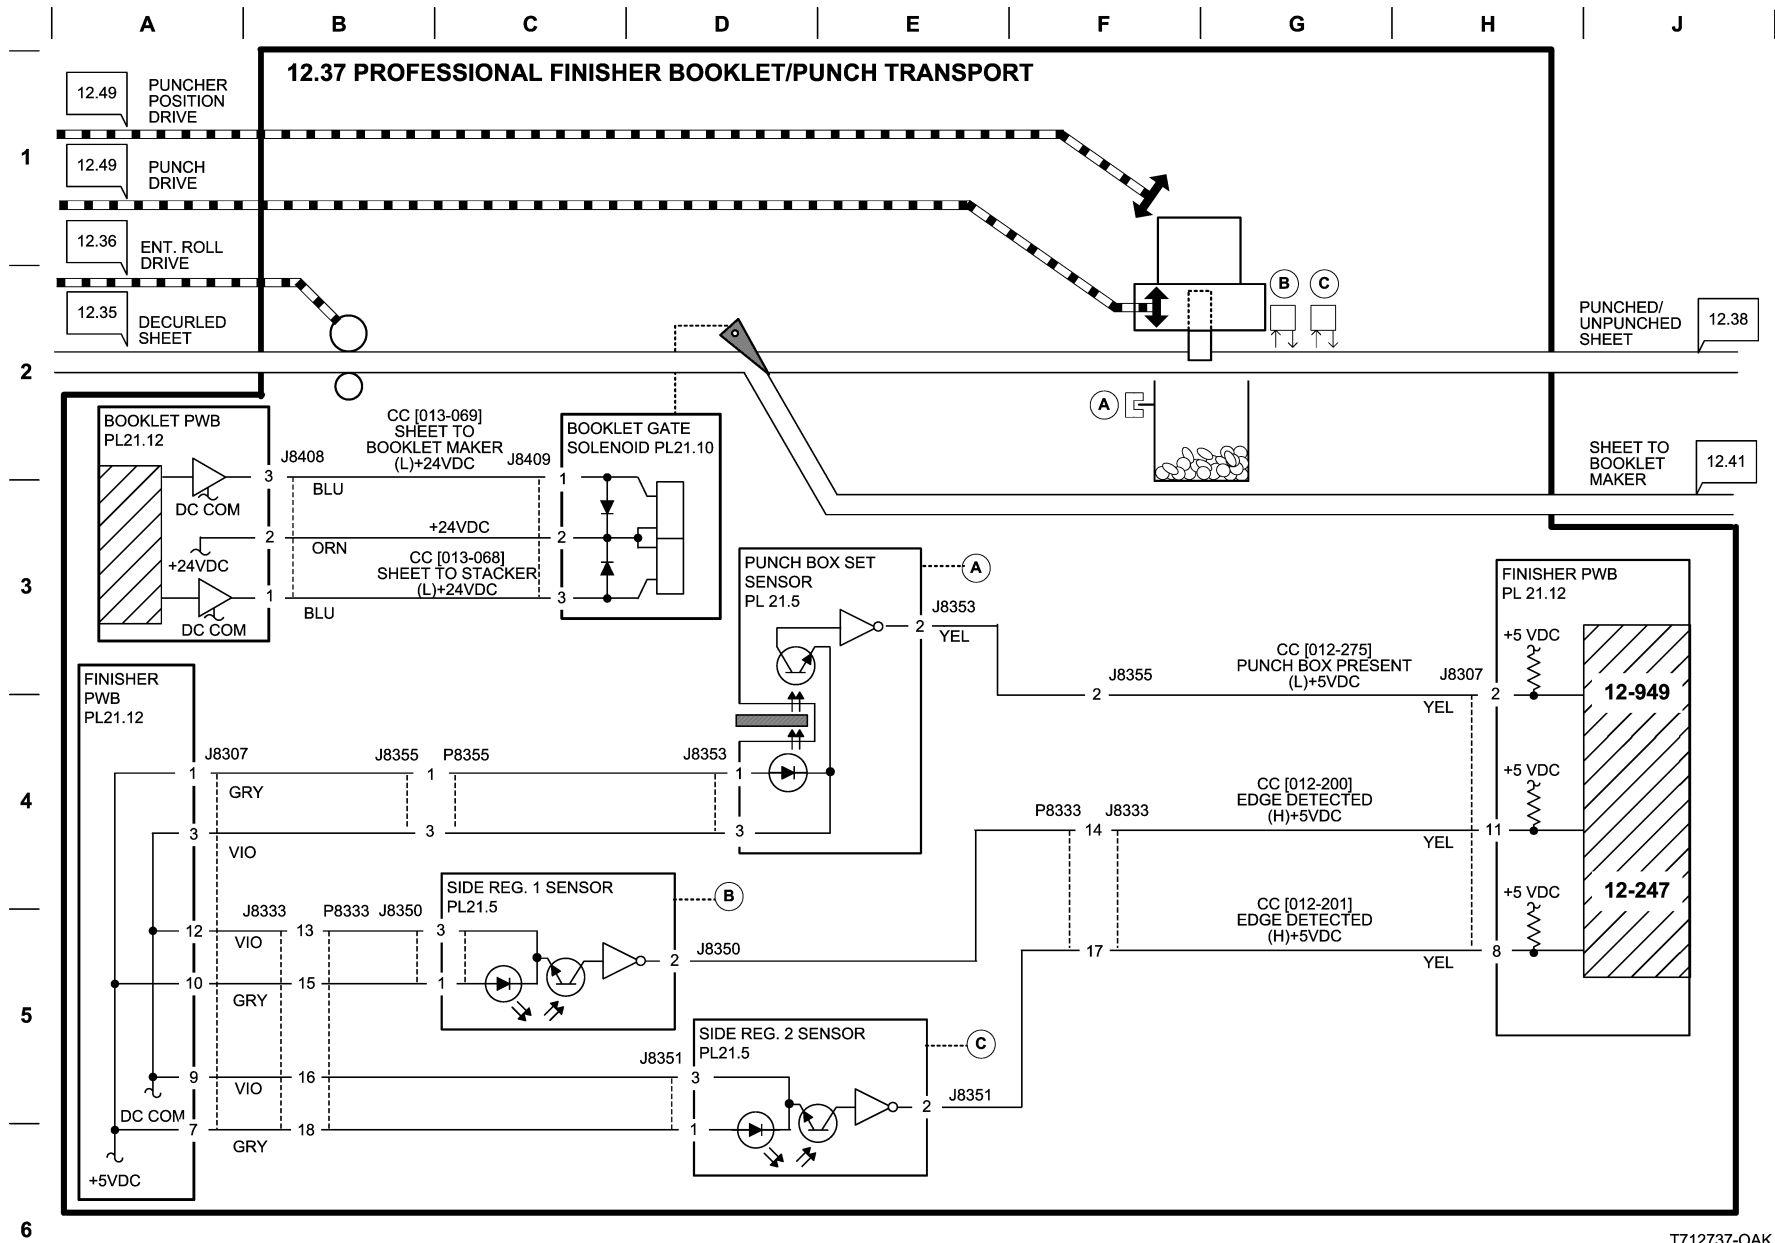 A B C D E F G H J
12.37 PROFESSIONAL FINISHER BOOKLET/PUNCH TRANSPORT
12.49
PUNCHER
POSITION
DRIVE
1
12.49
PUNCH
DRIVE
12.36
ENT. ROLL
DRIVE
12.35
DECURLED
SHEET
B
C
PUNCHED/
UNPUNCHED
SHEET
12.38
2
A
SHEET TO
BOOKLET
MAKER
12.41
BOOKLET PWB
PL21.12
3
J8408
CC [013-069]
SHEET TO
BOOKLET MAKER
(L)+24VDC
J8409
BOOKLET GATE
SOLENOID PL21.10
1
BLU
DC COM
2
+24VDC
2
ORN
+24VDC
CC [013-068]
SHEET TO STACKER
(L)+24VDC
1
3
BLU
DC COM
3
PUNCH BOX SET
SENSOR
PL 21.5
A
J8353
2
YEL
J8355
2
CC [012-275]
PUNCH BOX PRESENT
(L)+5VDC
J8307
2
YEL
FINISHER PWB
PL 21.12
+5 VDC
12-949
FINISHER
PWB
PL21.12
4
J8307
1
GRY
J8355
P8355
1
J8353
1
3
VIO
3
3
P8333
J8333
14
CC [012-200]
EDGE DETECTED
(H)+5VDC
11
YEL
+5 VDC
12-247
SIDE REG. 1 SENSOR
PL21.5
B
J8333
P8333
J8350
12
VIO
13
3
10
GRY
15
1
2
J8350
17
CC [012-201]
EDGE DETECTED
(H)+5VDC
8
YEL
+5 VDC
5
SIDE REG. 2 SENSOR
PL21.5
C
J8351
9
VIO
16
3
DC COM
7
GRY
18
1
2
J8351
+5VDC
6
T712737-OAK